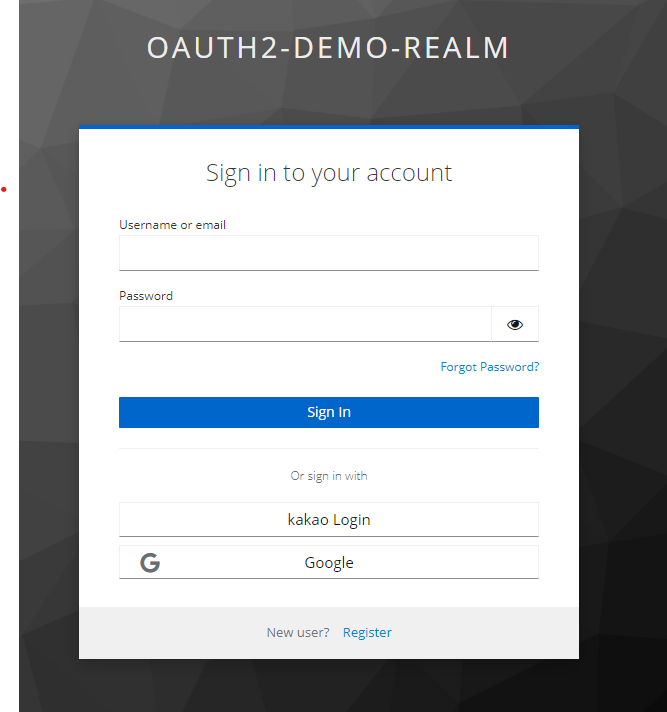 OAUTH2-DEMO-REALM
Sign in to your account
Username or email
Password
Forgot Password?
Sign In
Or sign in with
kakao Login
Google
New user? Register